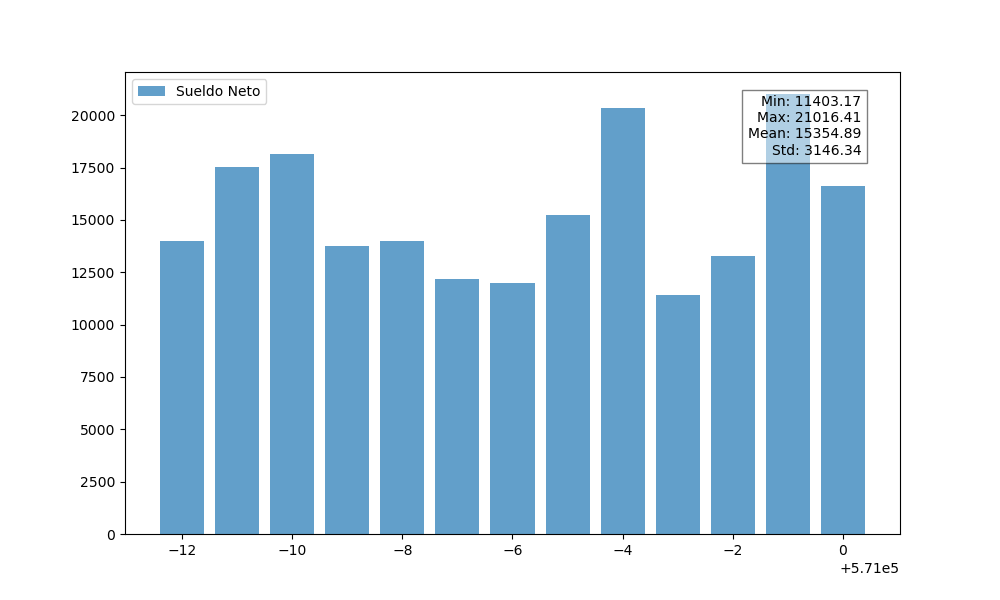 Sueldo Neto
Min: 11403.17
Max: 21016.41
Mean: 15354.89
Std: 3146.34
20000
17500
15000
12500
10000
7500
5000
2500
0
−12 −10 −8 −6 −4 −2 0
+5.71e5